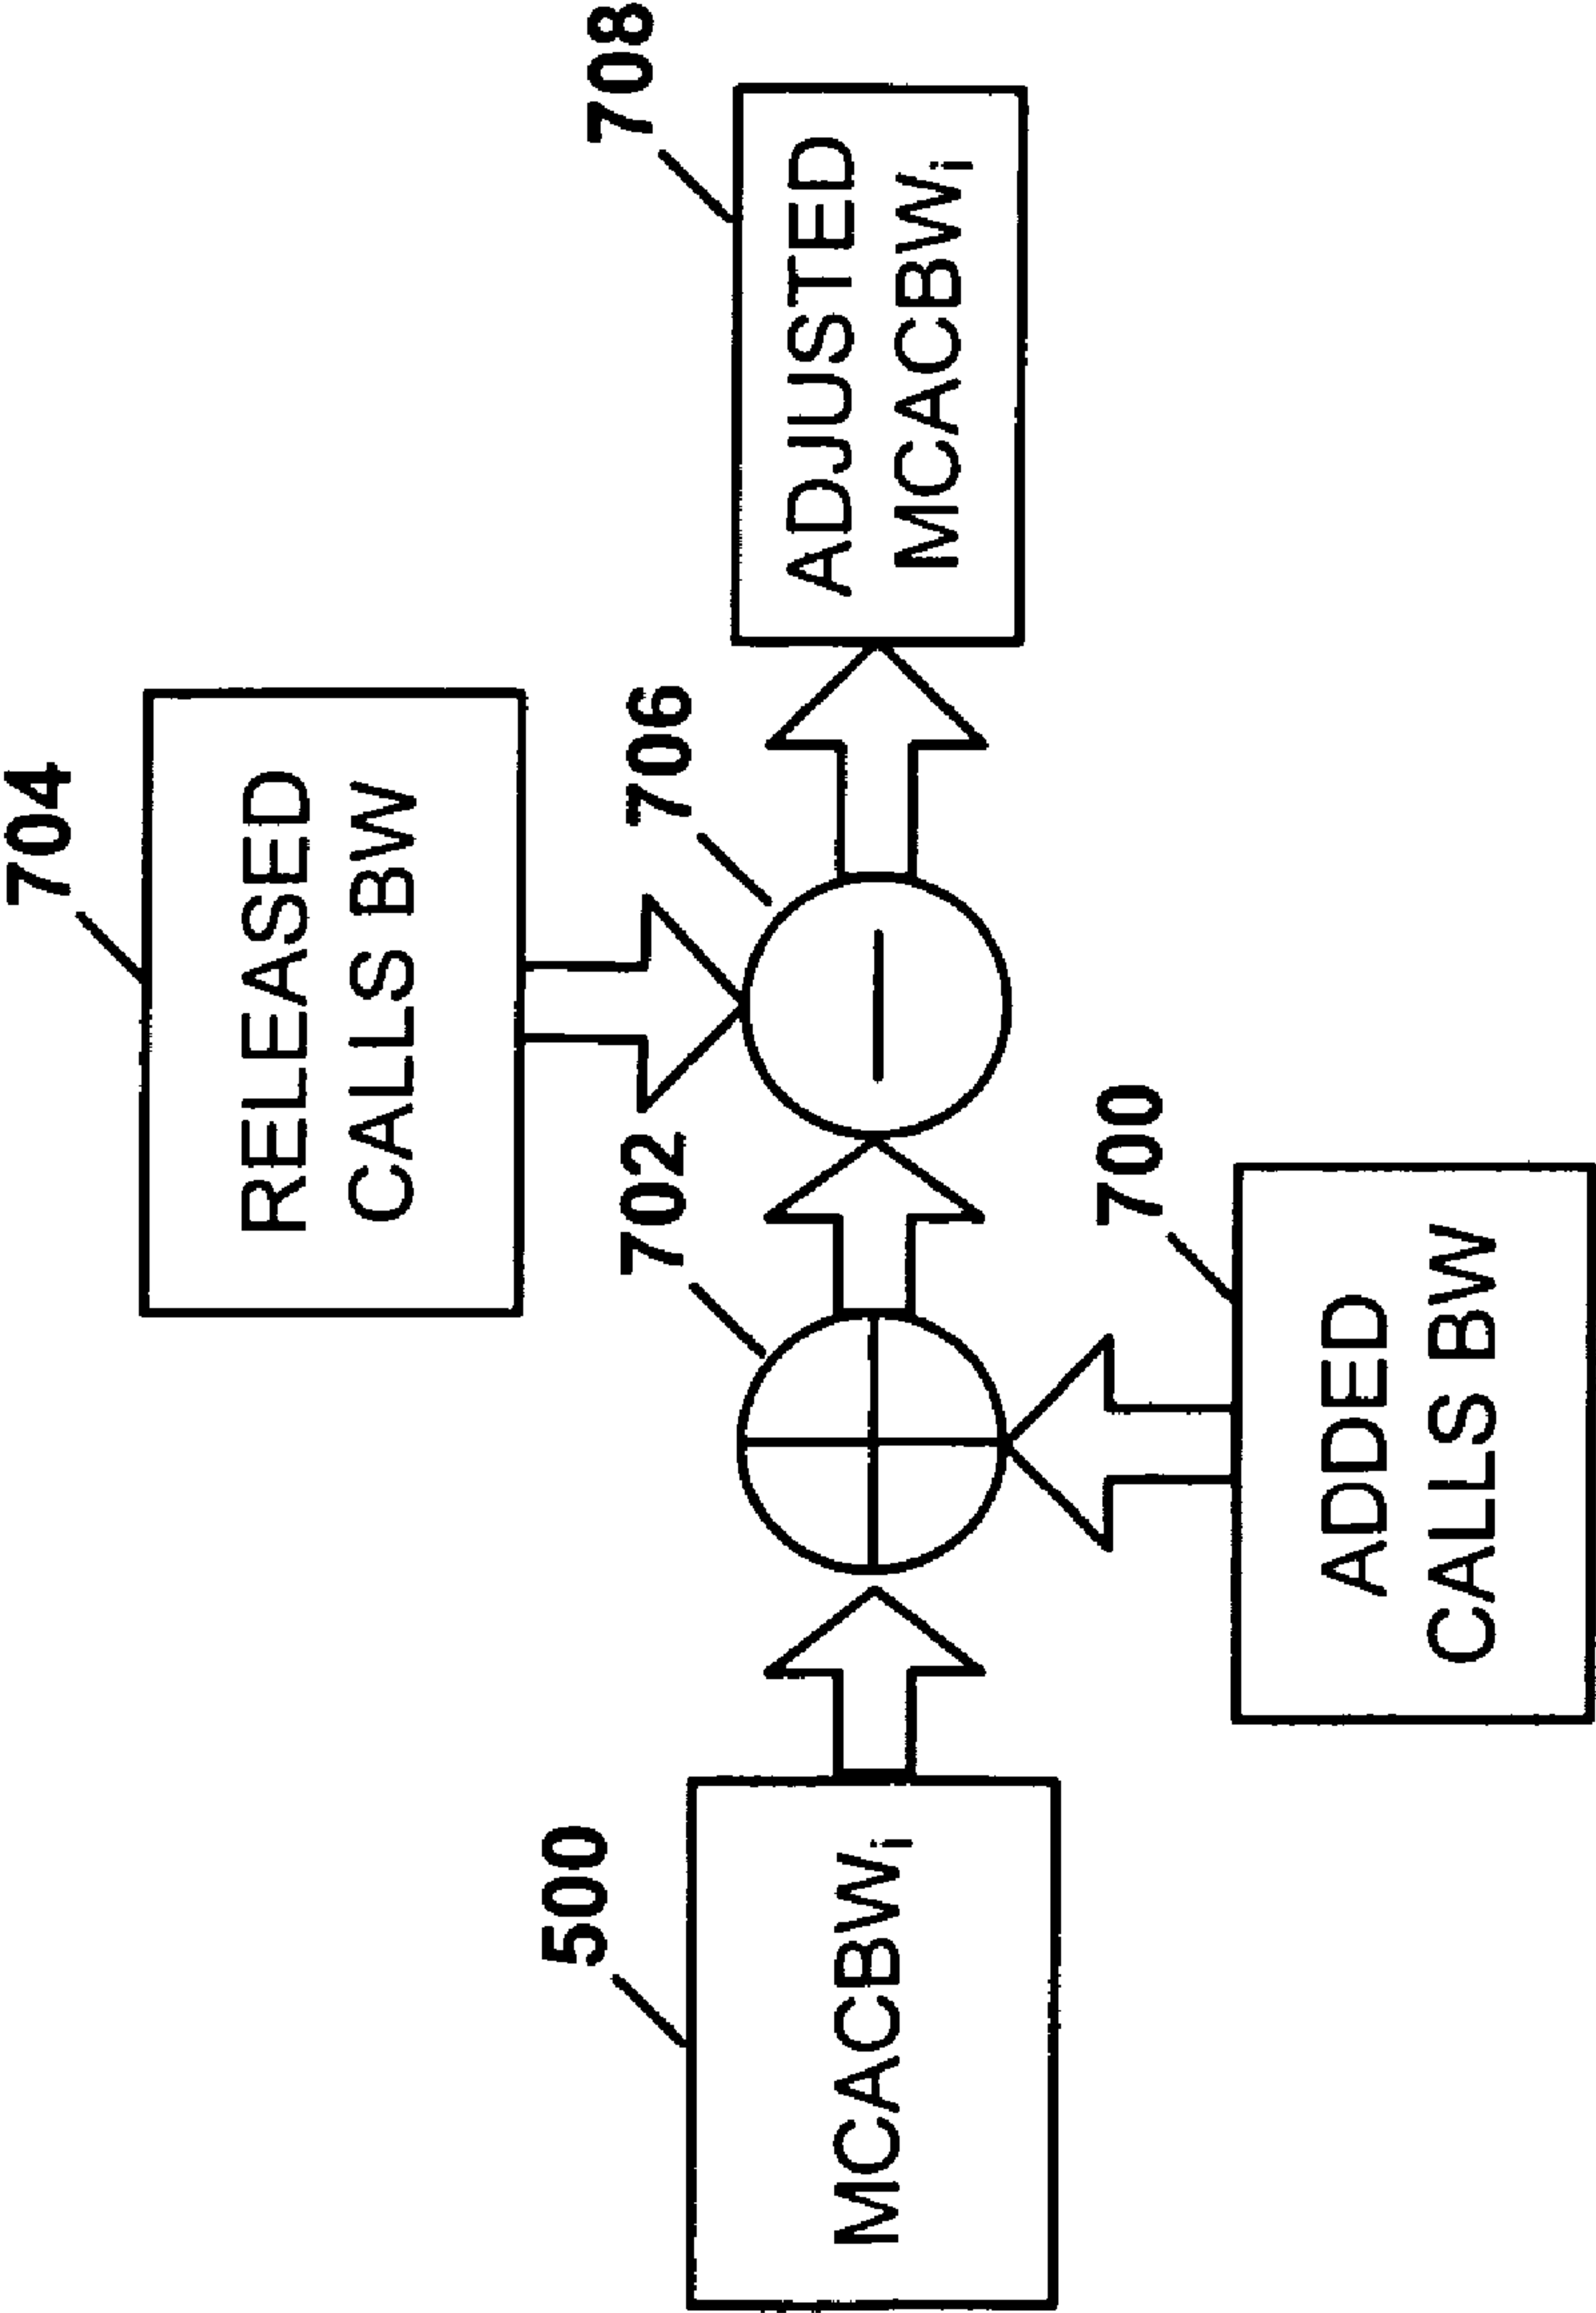 704
RELEASED
CALLS BW
500
MCACBWi
702
706
708
ADJUSTED
MCACBWi
700
ADDED
CALLS BW